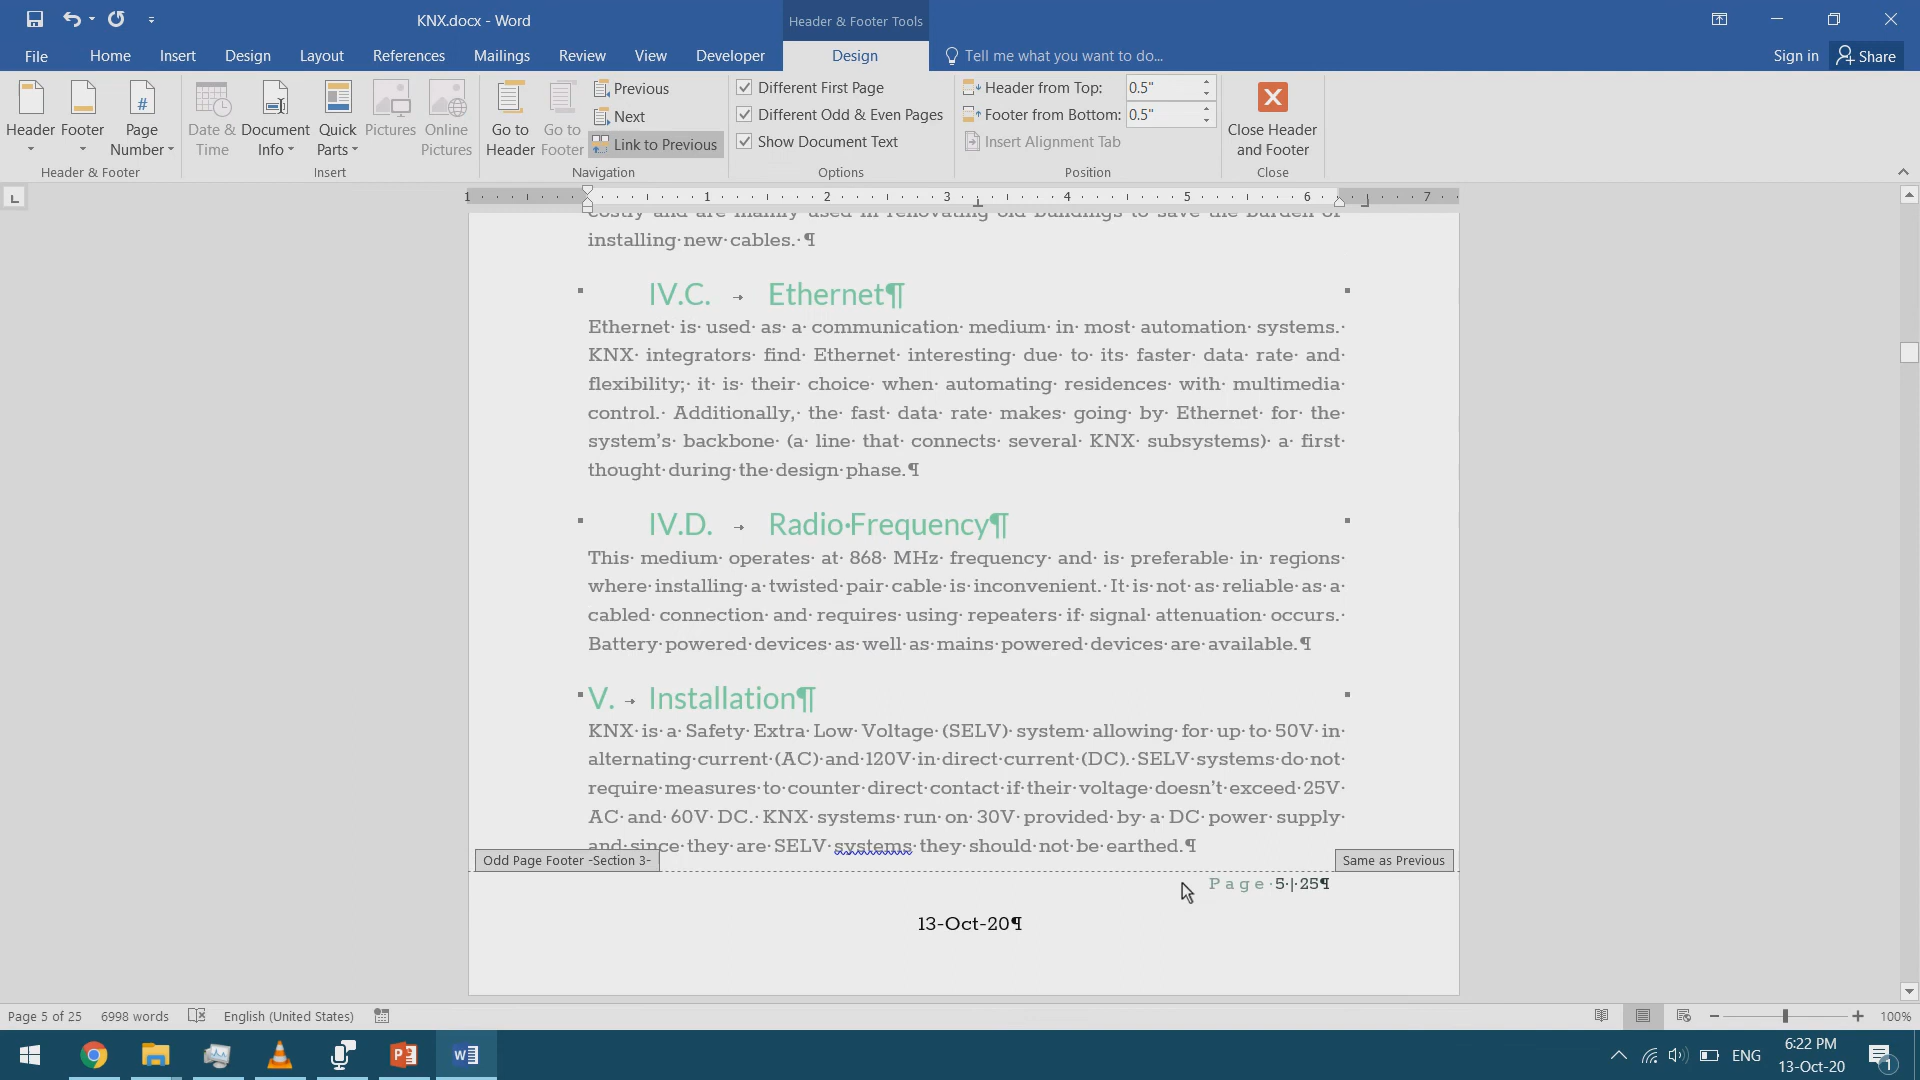 KNX.docx - Word
Header & Footer Tools
File
Home
Insert
Design
Layout
References
Mailings
Review
View
Developer
Design
Tell me what you want to do...
Sign in
Share
Header
Footer
Page Number
Header & Footer
Date & Time
Document Info
Quick Parts
Pictures
Online Pictures
Insert
Go to Header
Go to Footer
Previous
Next
Link to Previous
Navigation
Different First Page
Different Odd & Even Pages
Show Document Text
Options
Header from Top: 0.5"
Footer from Bottom: 0.5"
Insert Alignment Tab
Position
Close Header and Footer
Close
1 1 2 3 4 5 6 7
costly and are mainly used in renovating old buildings to save the burden of
installing·new·cables.·¶
IV.C. → Ethernet¶
Ethernet· is· used· as· a· communication· medium· in· most· automation· systems.·
KNX· integrators· find· Ethernet· interesting· due· to· its· faster· data· rate· and·
flexibility;· it· is· their· choice· when· automating· residences· with· multimedia·
control.· Additionally,· the· fast· data· rate· makes· going· by· Ethernet· for· the·
system's· backbone· (a· line· that· connects· several· KNX· subsystems)· a· first·
thought·during·the·design·phase.¶
IV.D. → Radio·Frequency¶
This· medium· operates· at· 868· MHz· frequency· and· is· preferable· in· regions·
where·installing·a·twisted·pair·cable·is·inconvenient.·It·is·not·as·reliable·as·a·
cabled· connection· and· requires· using· repeaters· if· signal· attenuation· occurs.·
Battery·powered·devices·as·well·as·mains·powered·devices·are·available.¶
V. → Installation¶
KNX·is·a·Safety·Extra·Low·Voltage·(SELV)·system·allowing·for·up·to·50V·in·
alternating·current·(AC)·and·120V·in·direct·current·(DC).·SELV·systems·do·not·
require·measures·to·counter·direct·contact·if·their·voltage·doesn't·exceed·25V·
AC·and·60V·DC.·KNX·systems·run·on·30V·provided·by·a·DC·power·supply·
and·since·they·are·SELV·systems·they·should·not·be·earthed.¶
Odd Page Footer -Section 3-
Same as Previous
Page·5·|·25¶
13-Oct-20¶
Page 5 of 25
6998 words
English (United States)
100%
ENG
6:22 PM
13-Oct-20
1